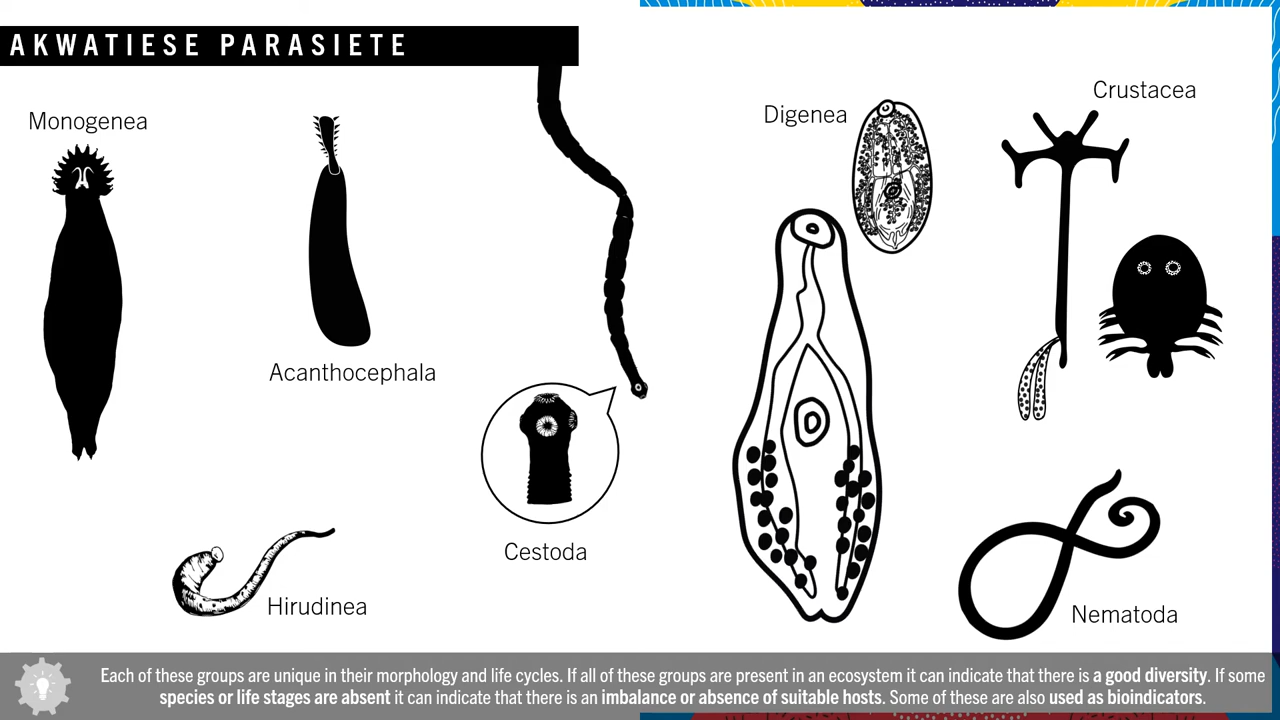 AKWATIESE PARASIETE
Monogenea
Acanthocephala
Cestoda
Hirudinea
Digenea
Crustacea
Nematoda
Each of these groups are unique in their morphology and life cycles. If all of these groups are present in an ecosystem it can indicate that there is a good diversity. If some
species or life stages are absent it can indicate that there is an imbalance or absence of suitable hosts. Some of these are also used as bioindicators.